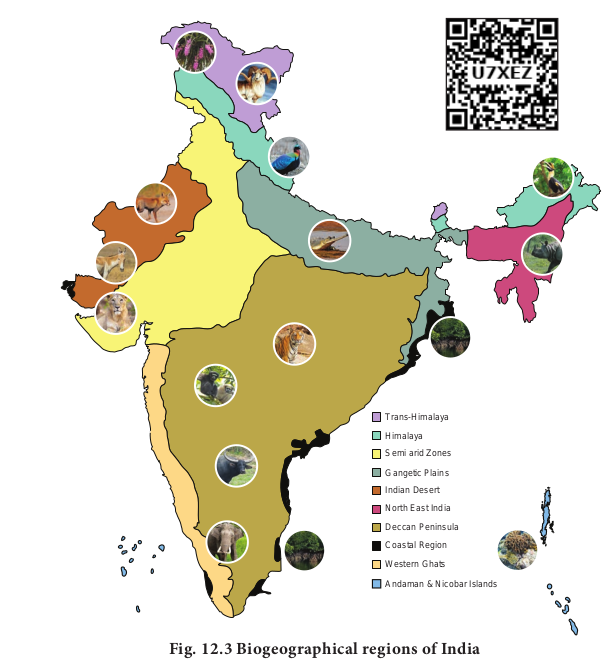 U7XEZ
Trans-Himalaya
Himalaya
Semi arid Zones
Gangetic Plains
Indian Desert
North East India
Deccan Peninsula
Coastal Region
Western Ghats
Andaman & Nicobar Islands
Fig. 12.3 Biogeographical regions of India